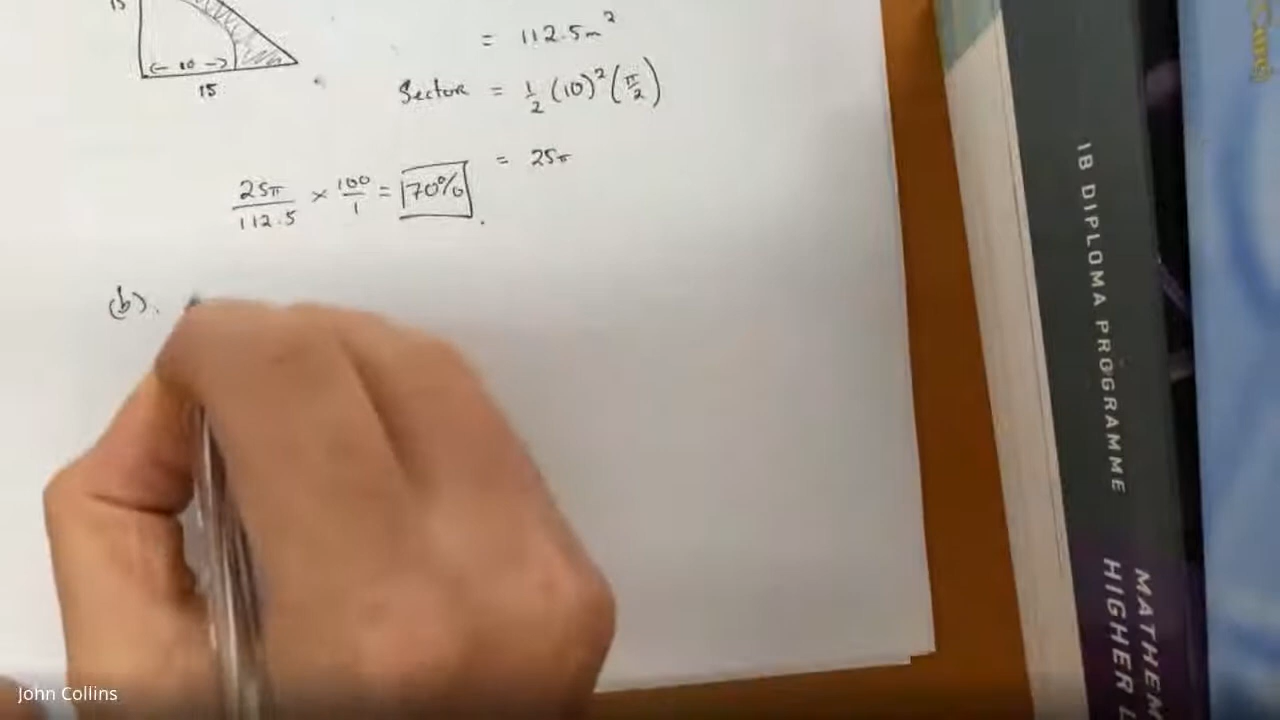 15
= 112.5m²
← 10 →
15
Sector = 1/2 (10)² (π/2)
= 25π
25π/112.5 × 100/1 = 70%
(b).
IB DIPLOMA PROGRAMME
MATHEM
HIGHER L
John Collins